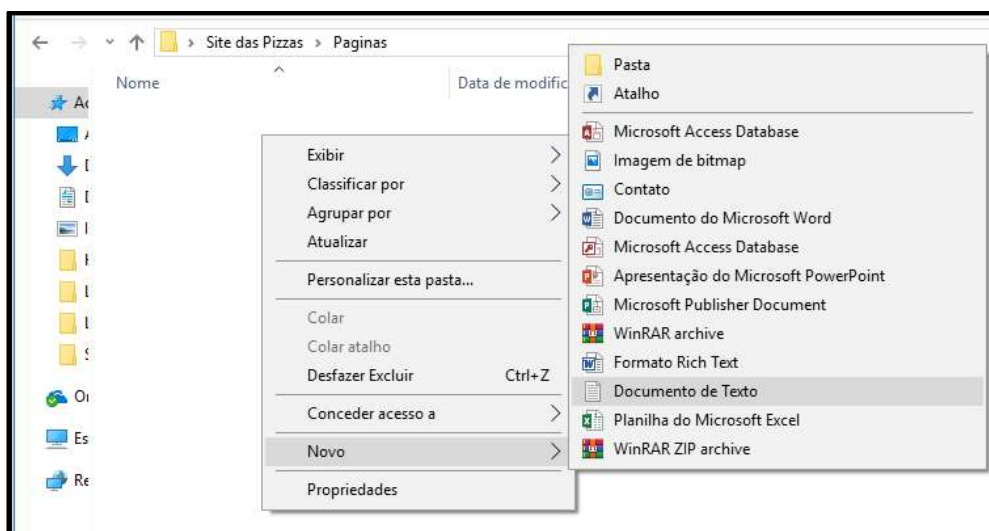 Site das Pizzas > Paginas
Nome
Data de modific
Exibir
Classificar por
Agrupar por
Atualizar
Personalizar esta pasta...
Colar
Colar atalho
Desfazer Excluir Ctrl+Z
Conceder acesso a
Novo
Propriedades
Pasta
Atalho
Microsoft Access Database
Imagem de bitmap
Contato
Documento do Microsoft Word
Microsoft Access Database
Apresentação do Microsoft PowerPoint
Microsoft Publisher Document
WinRAR archive
Formato Rich Text
Documento de Texto
Planilha do Microsoft Excel
WinRAR ZIP archive